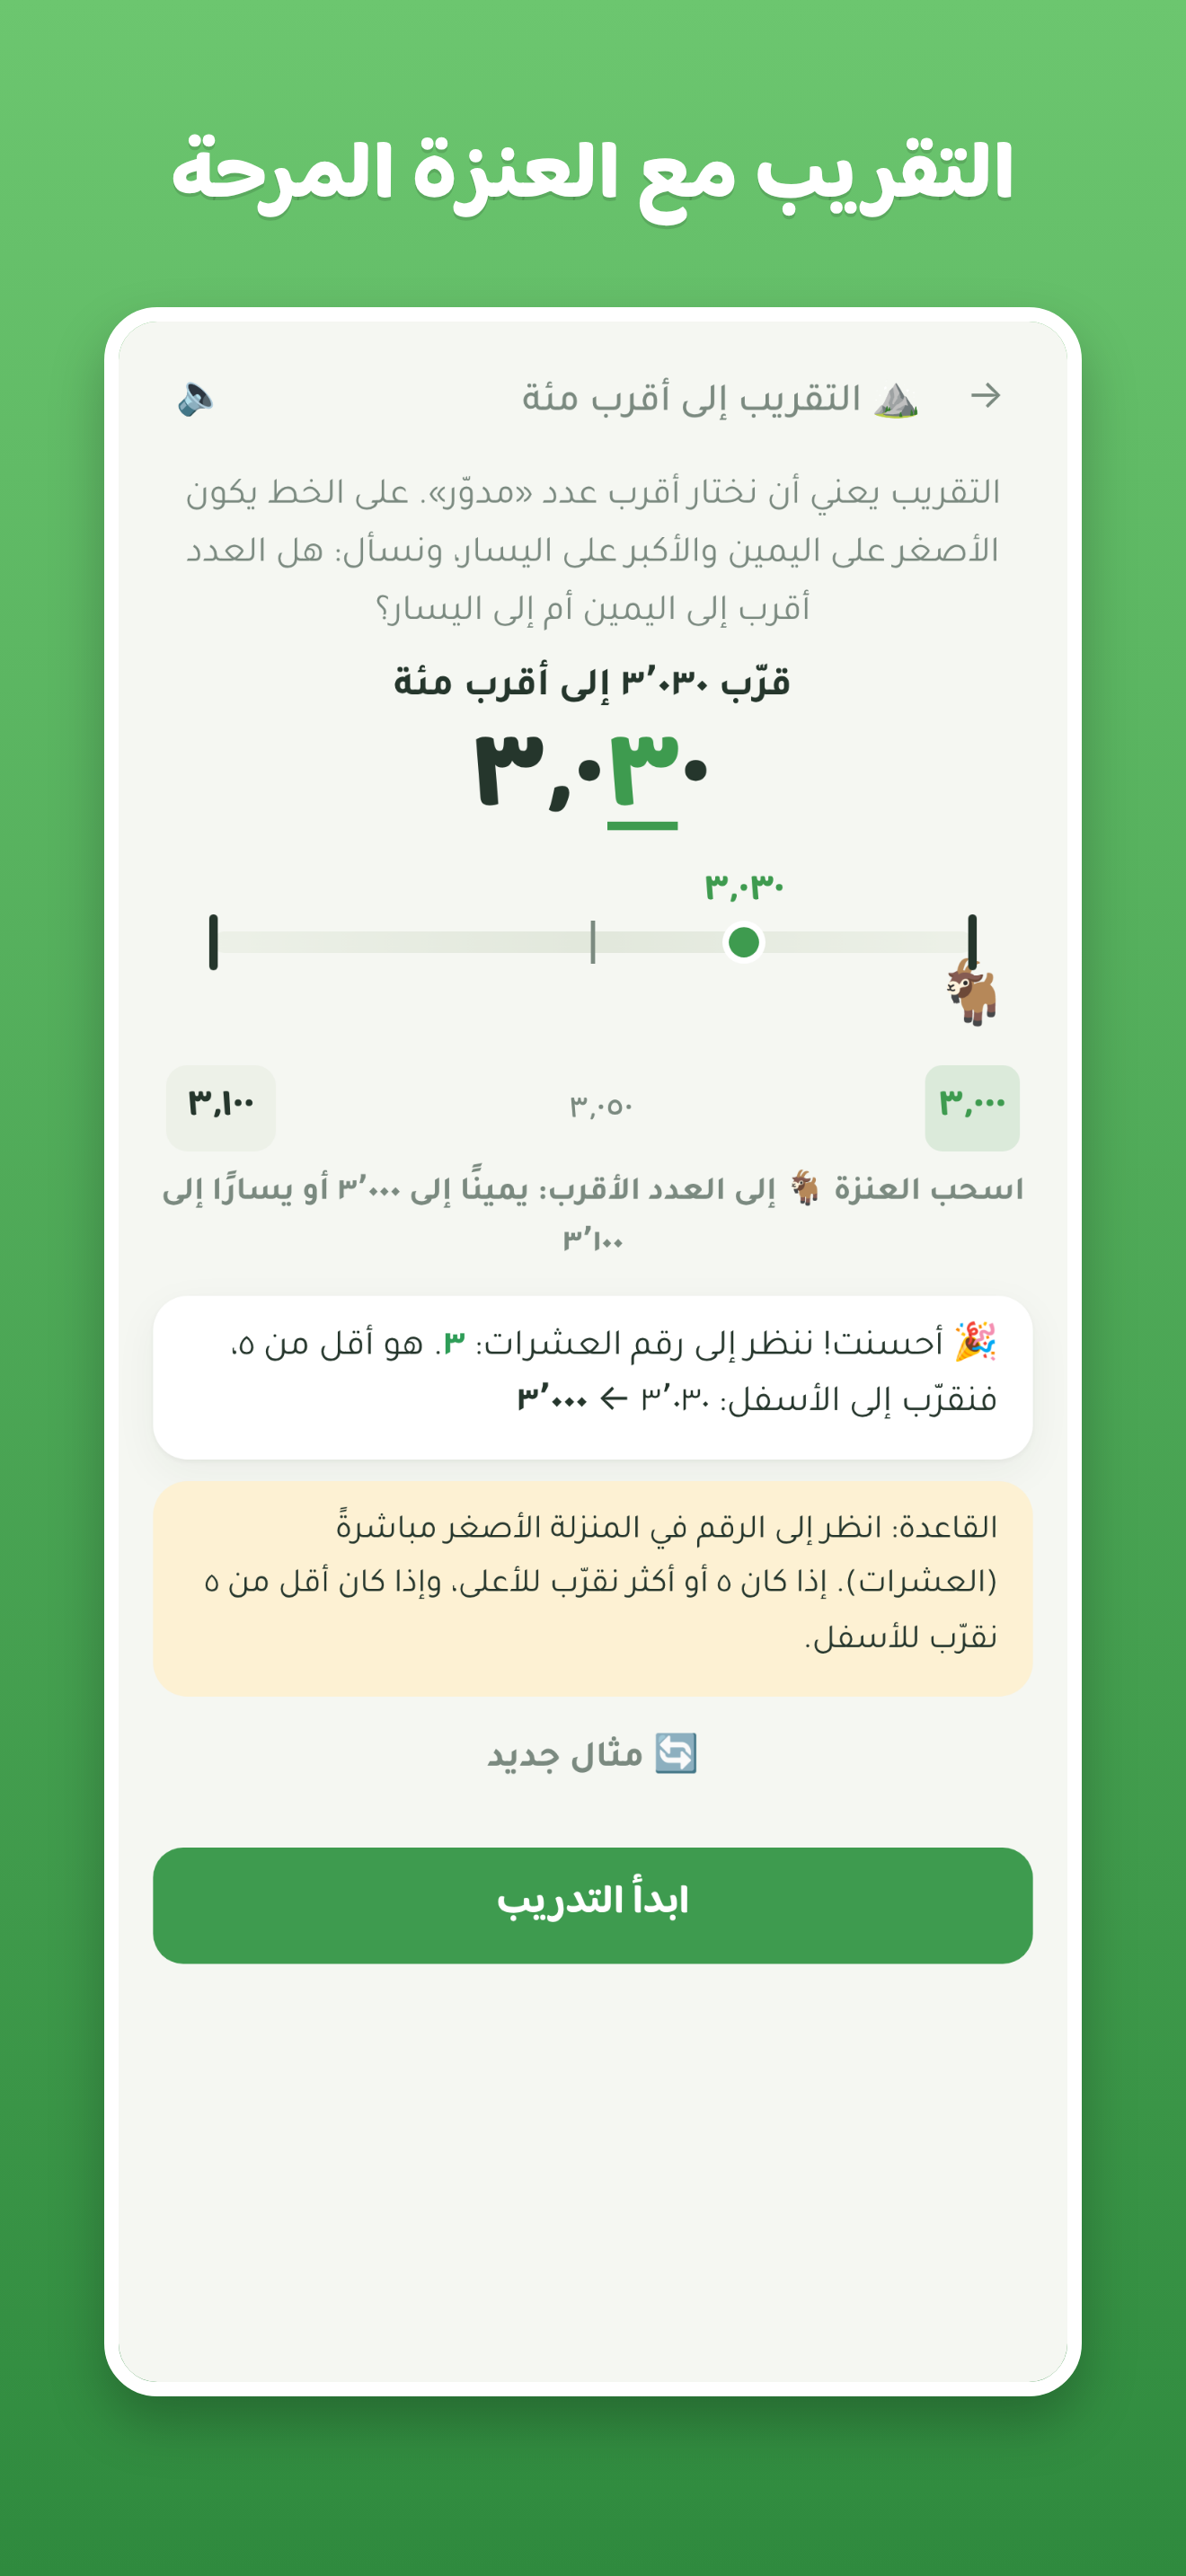 التقريب مع العنزة المرحة
→ ⛰️ التقريب إلى أقرب مئة 🔈
التقريب يعني أن نختار أقرب عدد «مدوّر». على الخط يكون
الأصغر على اليمين والأكبر على اليسار، ونسأل: هل العدد
أقرب إلى اليمين أم إلى اليسار؟
قرّب ٣٬٠٣٠ إلى أقرب مئة
٣,٠٣٠
٣,٠٣٠
٣,٠٠٠
٣,٠٥٠
٣,١٠٠
اسحب العنزة 🐐 إلى العدد الأقرب: يمينًا إلى ٣٬٠٠٠ أو يسارًا إلى
٣٬١٠٠
🎉 أحسنت! ننظر إلى رقم العشرات: ٣. هو أقل من ٥،
فنقرّب إلى الأسفل: ٣٬٠٣٠ ← ٣٬٠٠٠
القاعدة: انظر إلى الرقم في المنزلة الأصغر مباشرةً
(العشرات). إذا كان ٥ أو أكثر نقرّب للأعلى، وإذا كان أقل من ٥
نقرّب للأسفل.
🔄 مثال جديد
ابدأ التدريب